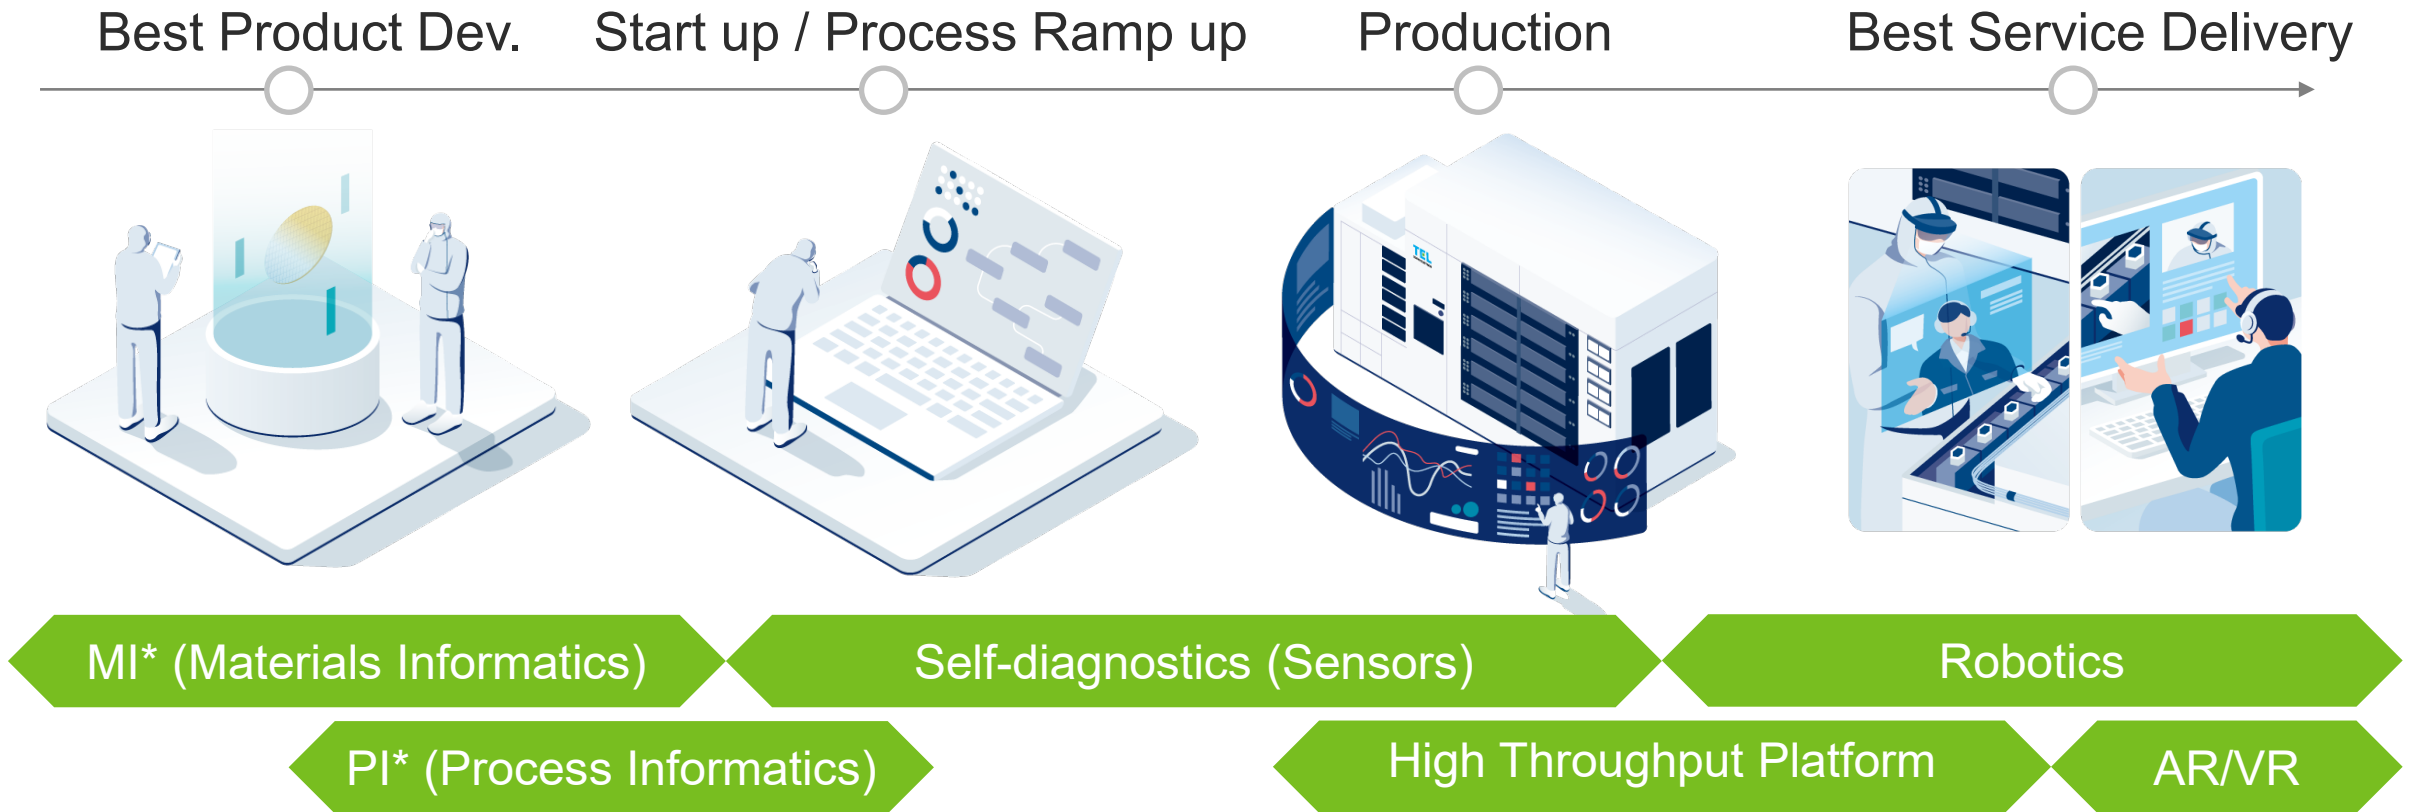 Best Product Dev.
Start up / Process Ramp up
Production
Best Service Delivery
TEL
MI* (Materials Informatics)
Self-diagnostics (Sensors)
Robotics
PI* (Process Informatics)
High Throughput Platform
AR/VR